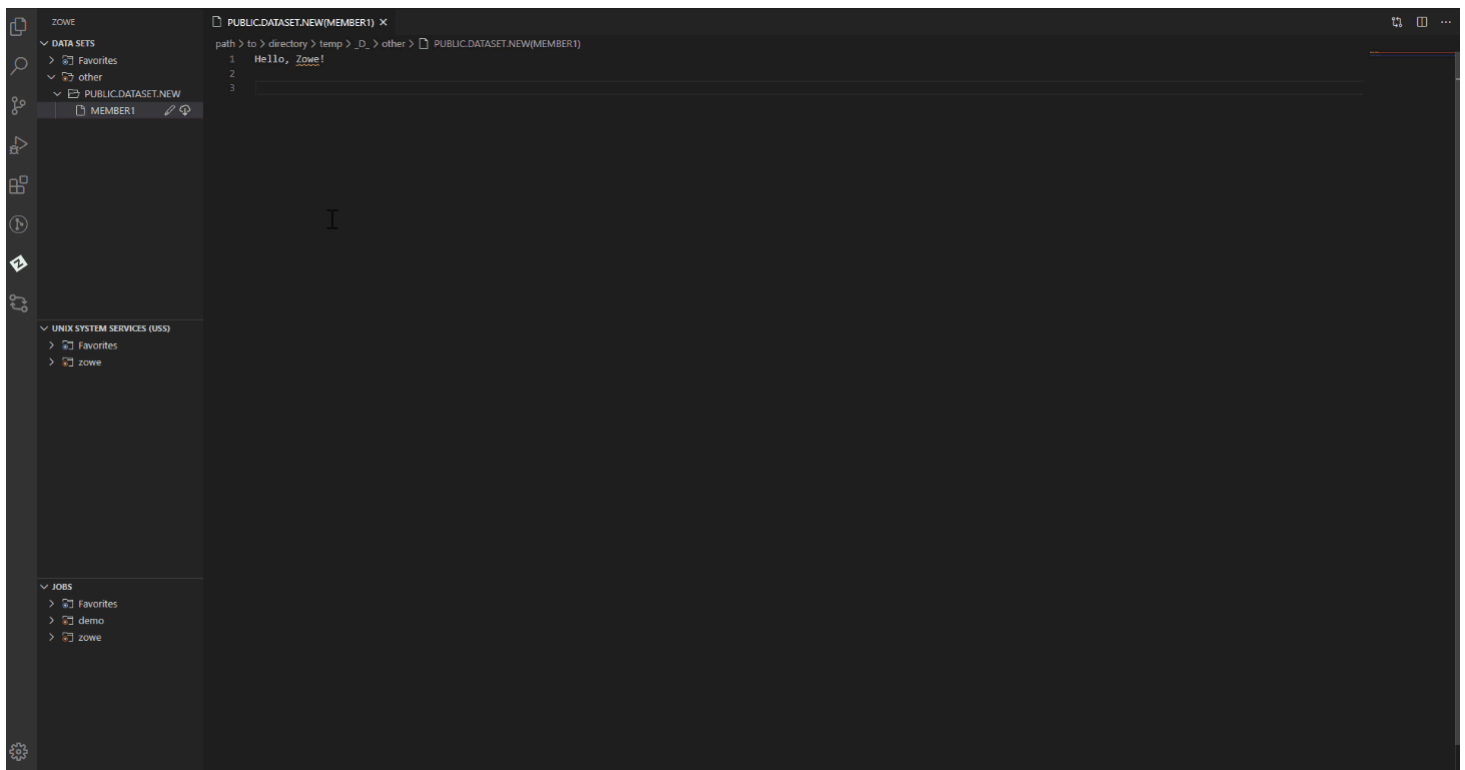 ZOWE
DATA SETS
Favorites
other
PUBLIC.DATASET.NEW
MEMBER1
UNIX SYSTEM SERVICES (USS)
Favorites
zowe
JOBS
Favorites
demo
zowe
PUBLIC.DATASET.NEW(MEMBER1)
path > to > directory > temp > _D_ > other > PUBLIC.DATASET.NEW(MEMBER1)
1 Hello, Zowe!
2
3